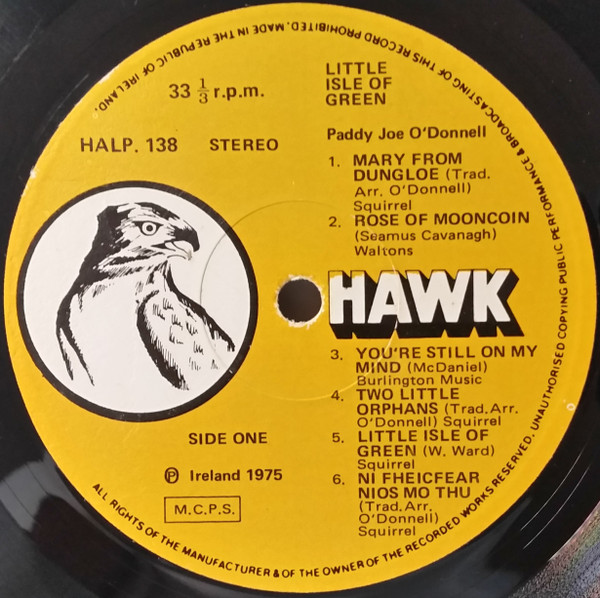 33 1/3 r.p.m.
HALP. 138 STEREO
LITTLE
ISLE OF
GREEN
Paddy Joe O'Donnell
1. MARY FROM
DUNGLOE (Trad.
Arr. O'Donnell)
Squirrel
2. ROSE OF MOONCOIN
(Seamus Cavanagh)
Waltons
HAWK
3. YOU'RE STILL ON MY
MIND (McDaniel)
Burlington Music
4. TWO LITTLE
ORPHANS (Trad.Arr.
O'Donnell) Squirrel
5. LITTLE ISLE OF
GREEN (W. Ward)
Squirrel
6. NI FHEICFEAR
NIOS MO THU
(Trad. Arr.
O'Donnell)
Squirrel
SIDE ONE
Ⓟ Ireland 1975
M.C.P.S.
ALL RIGHTS OF THE MANUFACTURER & OF THE OWNER OF THE RECORDED WORKS RESERVED. UNAUTHORISED COPYING PUBLIC PERFORMANCE & BROADCASTING OF THIS RECORD PROHIBITED. MADE IN THE REPUBLIC OF IRELAND.